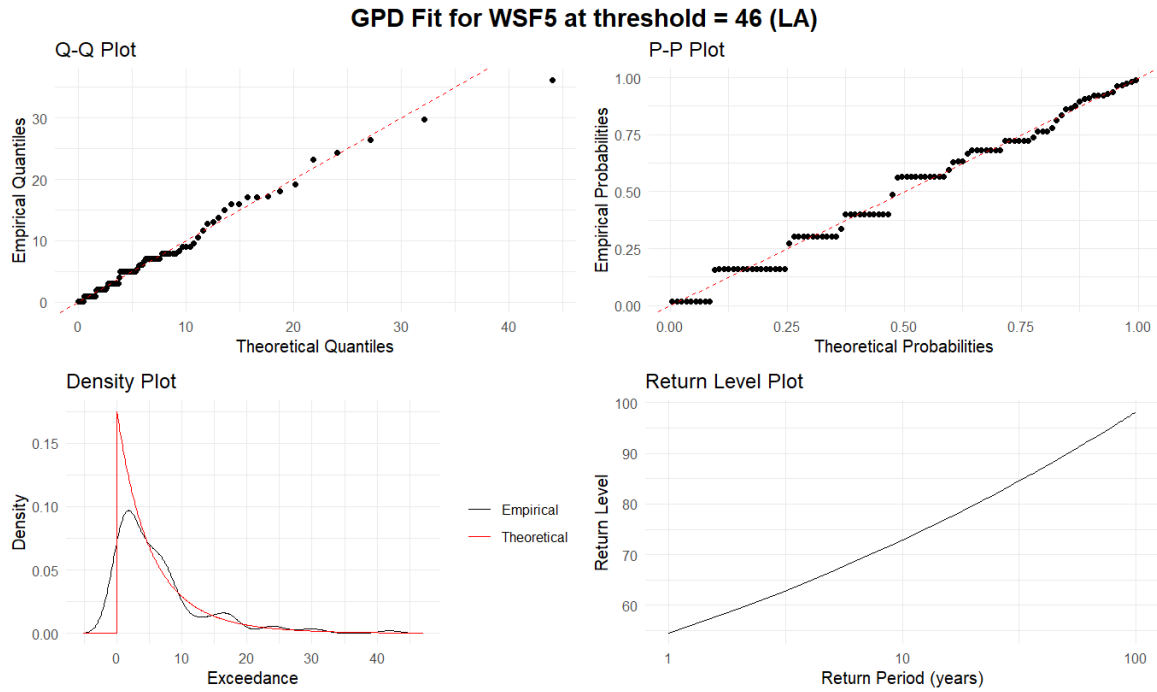 GPD Fit for WSF5 at threshold = 46 (LA)
Q-Q Plot
Empirical Quantiles
30
20
10
0
0 10 20 30 40
Theoretical Quantiles
P-P Plot
Empirical Probabilities
1.00
0.75
0.50
0.25
0.00
0.00 0.25 0.50 0.75 1.00
Theoretical Probabilities
Density Plot
Density
0.15
0.10
0.05
0.00
0 10 20 30 40
Exceedance
Empirical
Theoretical
Return Level Plot
Return Level
100
90
80
70
60
1 10 100
Return Period (years)